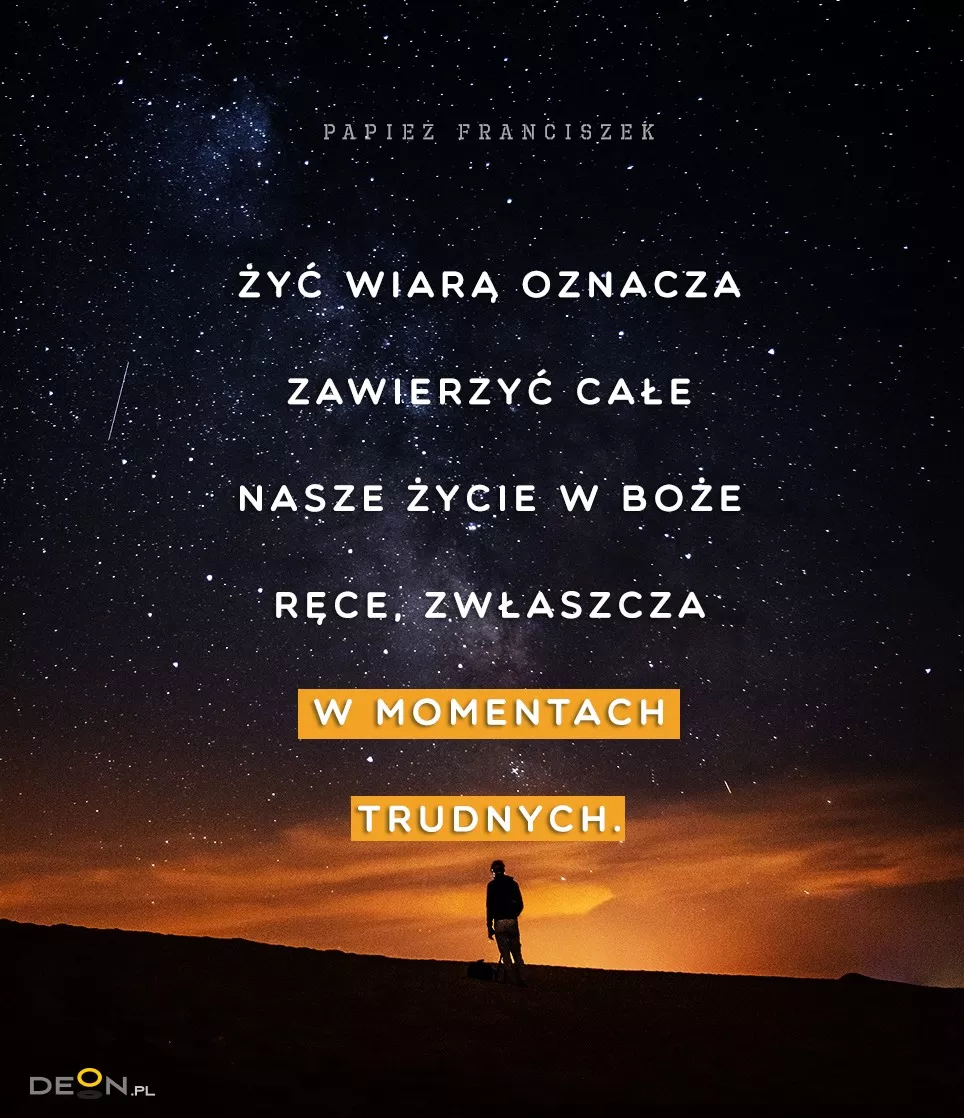 PAPIEŻ FRANCISZEK
ŻYĆ WIARĄ OZNACZA
ZAWIERZYĆ CAŁE
NASZE ŻYCIE W BOŻE
RĘCE, ZWŁASZCZA
W MOMENTACH
TRUDNYCH.
DEON.PL